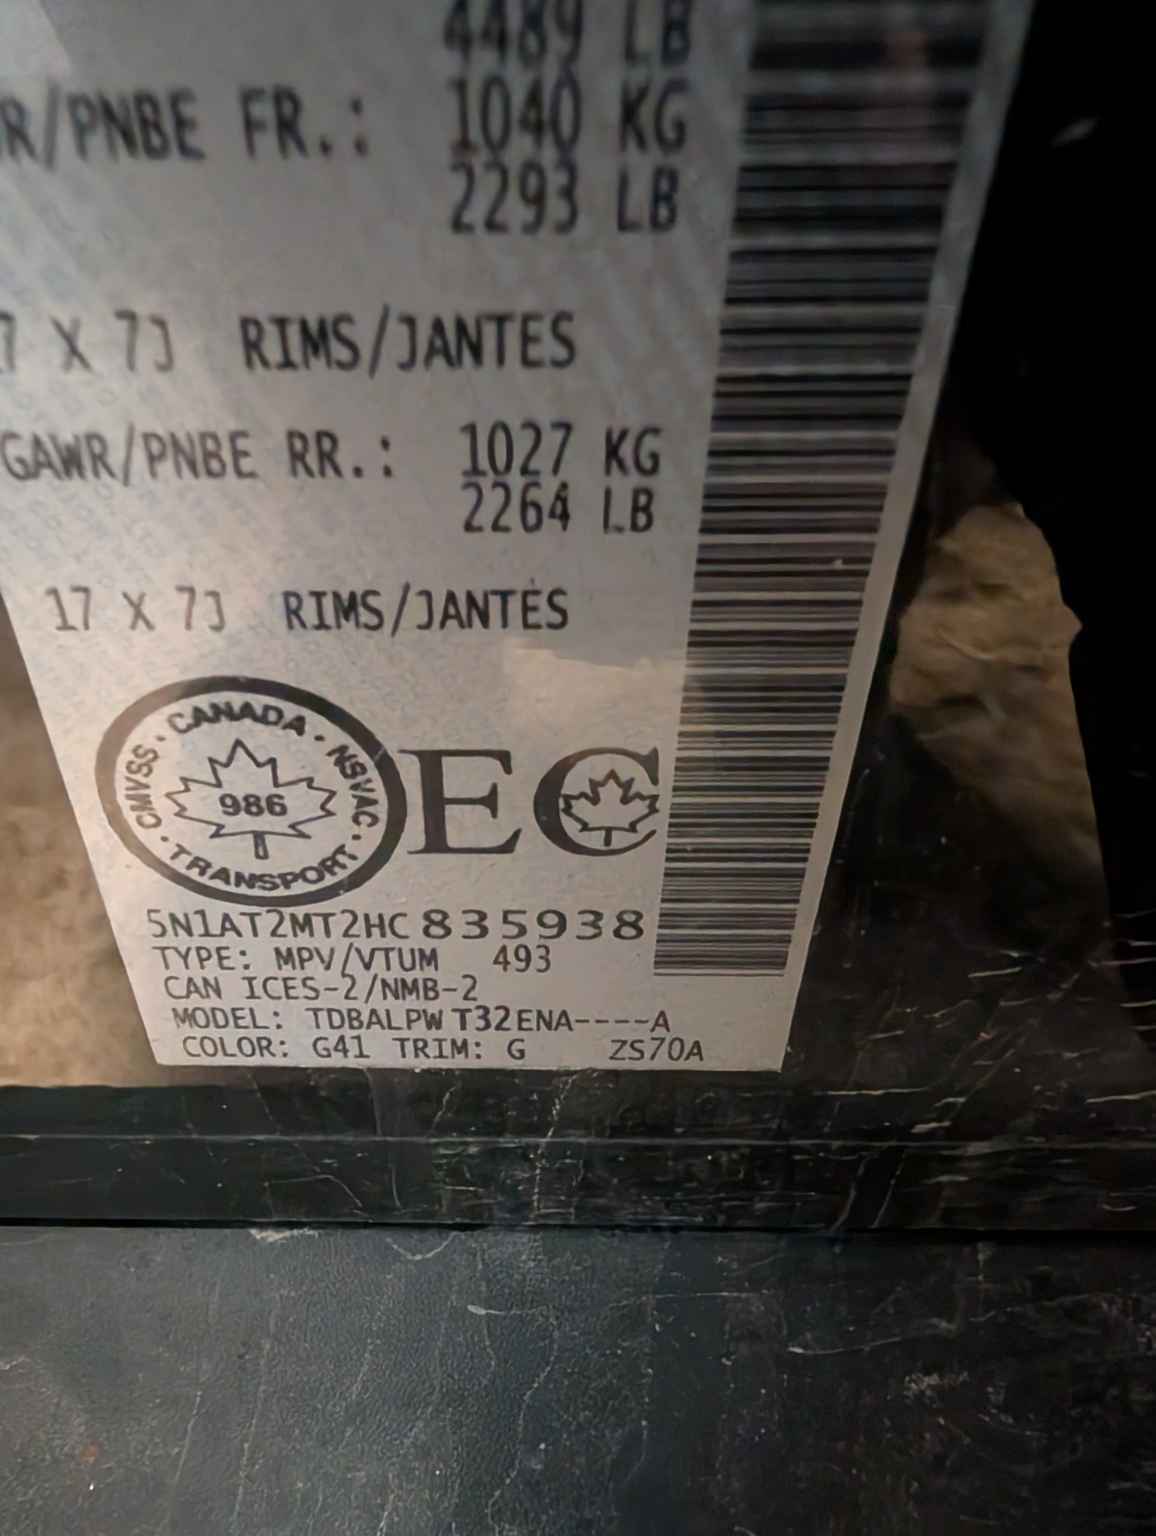 4489 LB
R/PNBE FR.: 1040 KG
2293 LB
7 X 7J RIMS/JANTES
GAWR/PNBE RR.: 1027 KG
2264 LB
17 X 7J RIMS/JANTES
CANADA · NSVAC · TRANSPORT · CMVSS ·
986
EC
5N1AT2MT2HC835938
TYPE: MPV/VTUM 493
CAN ICES-2/NMB-2
MODEL: TDBALPW T32ENA----A
COLOR: G41 TRIM: G ZS70A